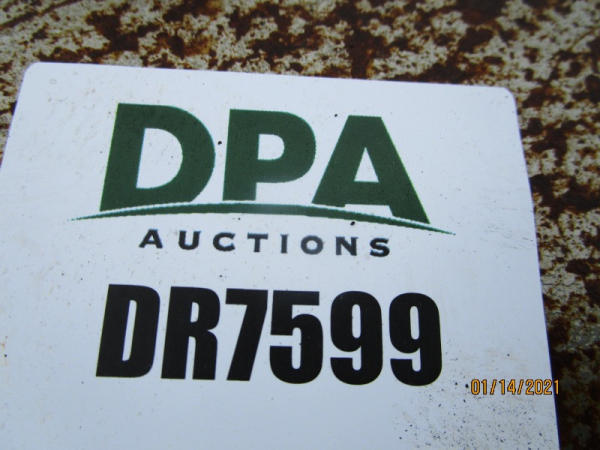 DPA
AUCTIONS
DR7599
01/14/2021